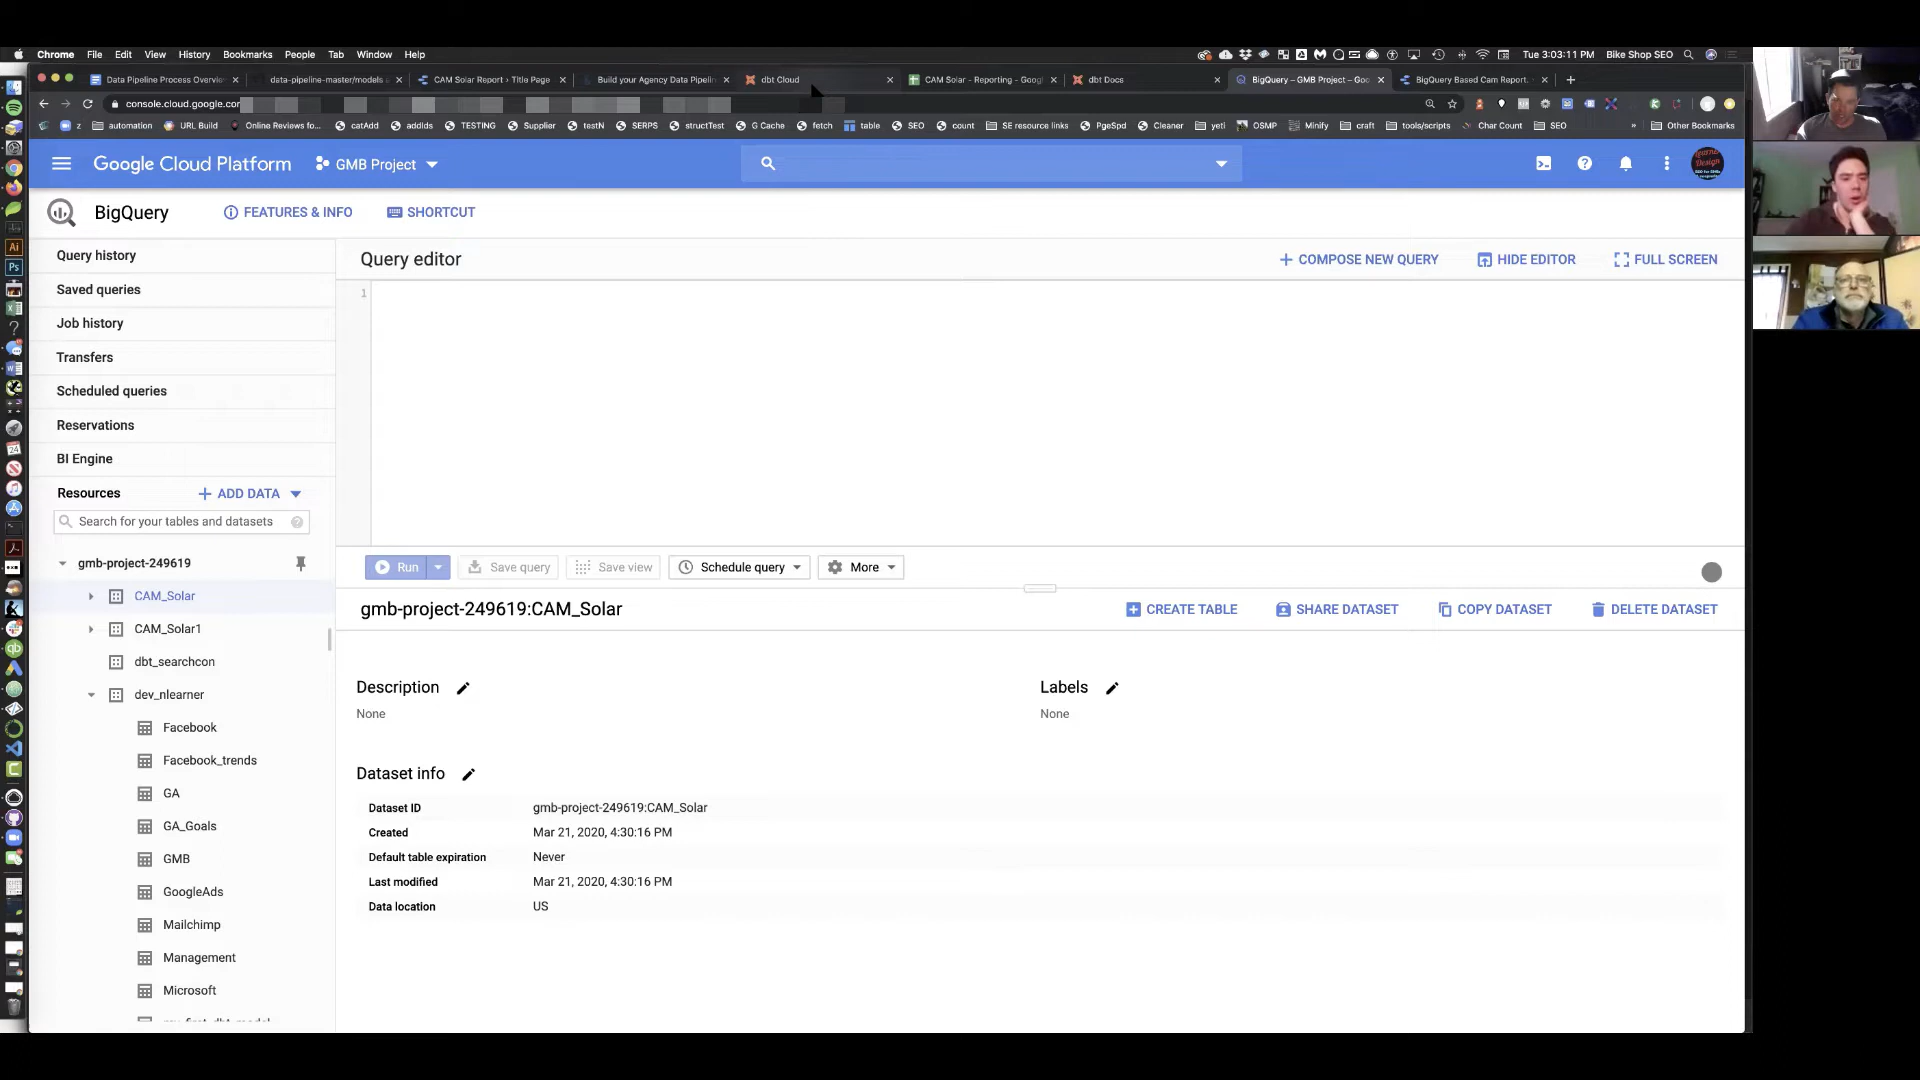 Chrome File Edit View History Bookmarks People Tab Window Help
Tue 3:03:11 PM Bike Shop SEO
Data Pipeline Process Overview
data-pipeline-master/models
CAM Solar Report › Title Page
Build your Agency Data Pipelin
dbt Cloud
CAM Solar - Reporting - Googl
dbt Docs
BigQuery – GMB Project – Goo
BigQuery Based Cam Report.
console.cloud.google.com
z automation URL Build Online Reviews fo... catAdd addIds TESTING Supplier testN SERPS structTest G Cache fetch table SEO count SE resource links PgeSpd Cleaner yeti OSMP Minify craft tools/scripts Char Count SEO » Other Bookmarks
Google Cloud Platform GMB Project
Learner Design
BigQuery FEATURES & INFO SHORTCUT
Query history
Saved queries
Job history
Transfers
Scheduled queries
Reservations
BI Engine
Resources + ADD DATA
Search for your tables and datasets
gmb-project-249619
CAM_Solar
CAM_Solar1
dbt_searchcon
dev_nlearner
Facebook
Facebook_trends
GA
GA_Goals
GMB
GoogleAds
Mailchimp
Management
Microsoft
my_first_dbt_model
Query editor
+ COMPOSE NEW QUERY HIDE EDITOR FULL SCREEN
1
Run Save query Save view Schedule query More
gmb-project-249619:CAM_Solar
CREATE TABLE SHARE DATASET COPY DATASET DELETE DATASET
Description
None
Labels
None
Dataset info
Dataset ID gmb-project-249619:CAM_Solar
Created Mar 21, 2020, 4:30:16 PM
Default table expiration Never
Last modified Mar 21, 2020, 4:30:16 PM
Data location US
Ai
Ps
24